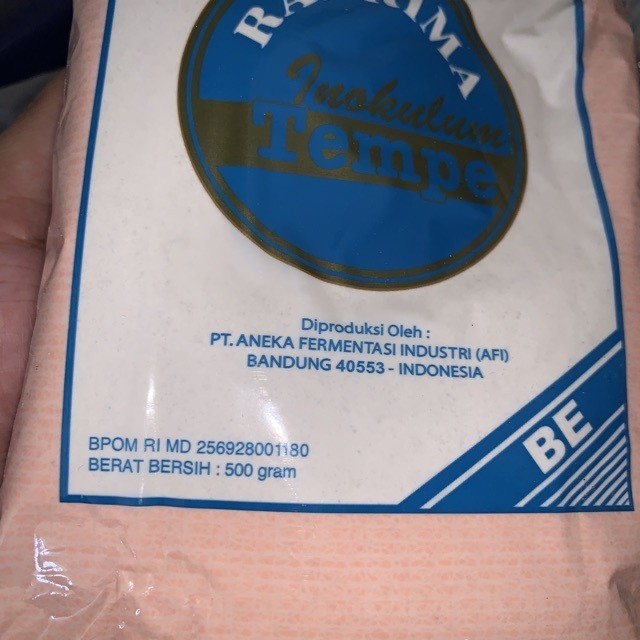 Inokulum
Tempe
Diproduksi Oleh :
PT. ANEKA FERMENTASI INDUSTRI (AFI)
BANDUNG 40553 - INDONESIA
BPOM RI MD 256928001180
BERAT BERSIH : 500 gram
BE